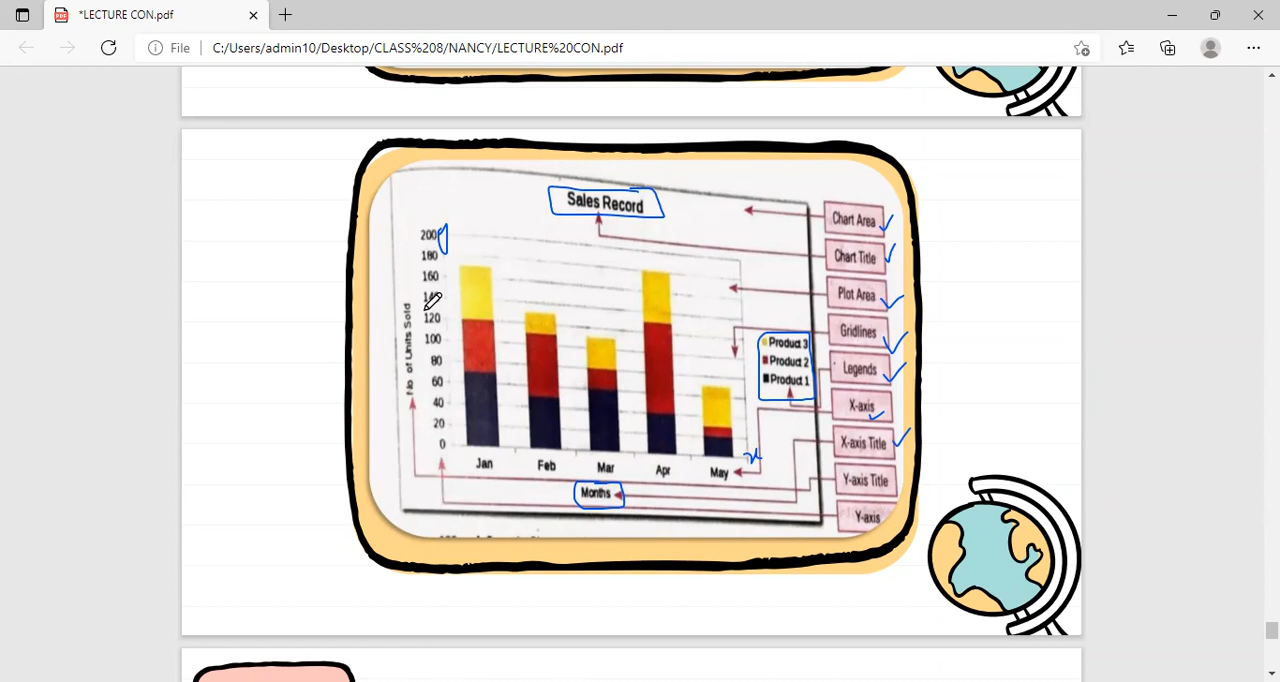 *LECTURE CON.pdf
File C:/Users/admin10/Desktop/CLASS%208/NANCY/LECTURE%20CON.pdf
Sales Record
Chart Area
Chart Title
Plot Area
Gridlines
Legends
X-axis
X-axis Title
Y-axis Title
Y-axis
200
180
160
120
100
80
60
40
20
0
No of Units Sold
Product 3
Product 2
Product 1
Jan Feb Mar Apr May
x
Months